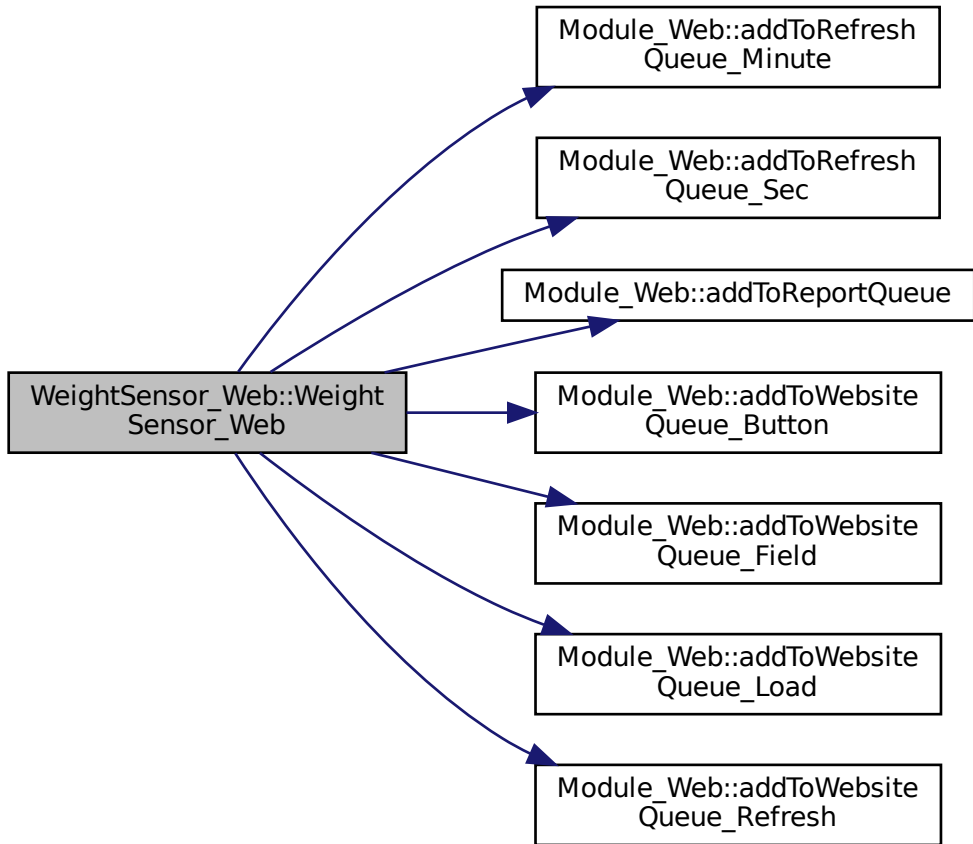 Module_Web::addToRefresh
Queue_Minute
Module_Web::addToRefresh
Queue_Sec
Module_Web::addToReportQueue
WeightSensor_Web::Weight
Sensor_Web
Module_Web::addToWebsite
Queue_Button
Module_Web::addToWebsite
Queue_Field
Module_Web::addToWebsite
Queue_Load
Module_Web::addToWebsite
Queue_Refresh